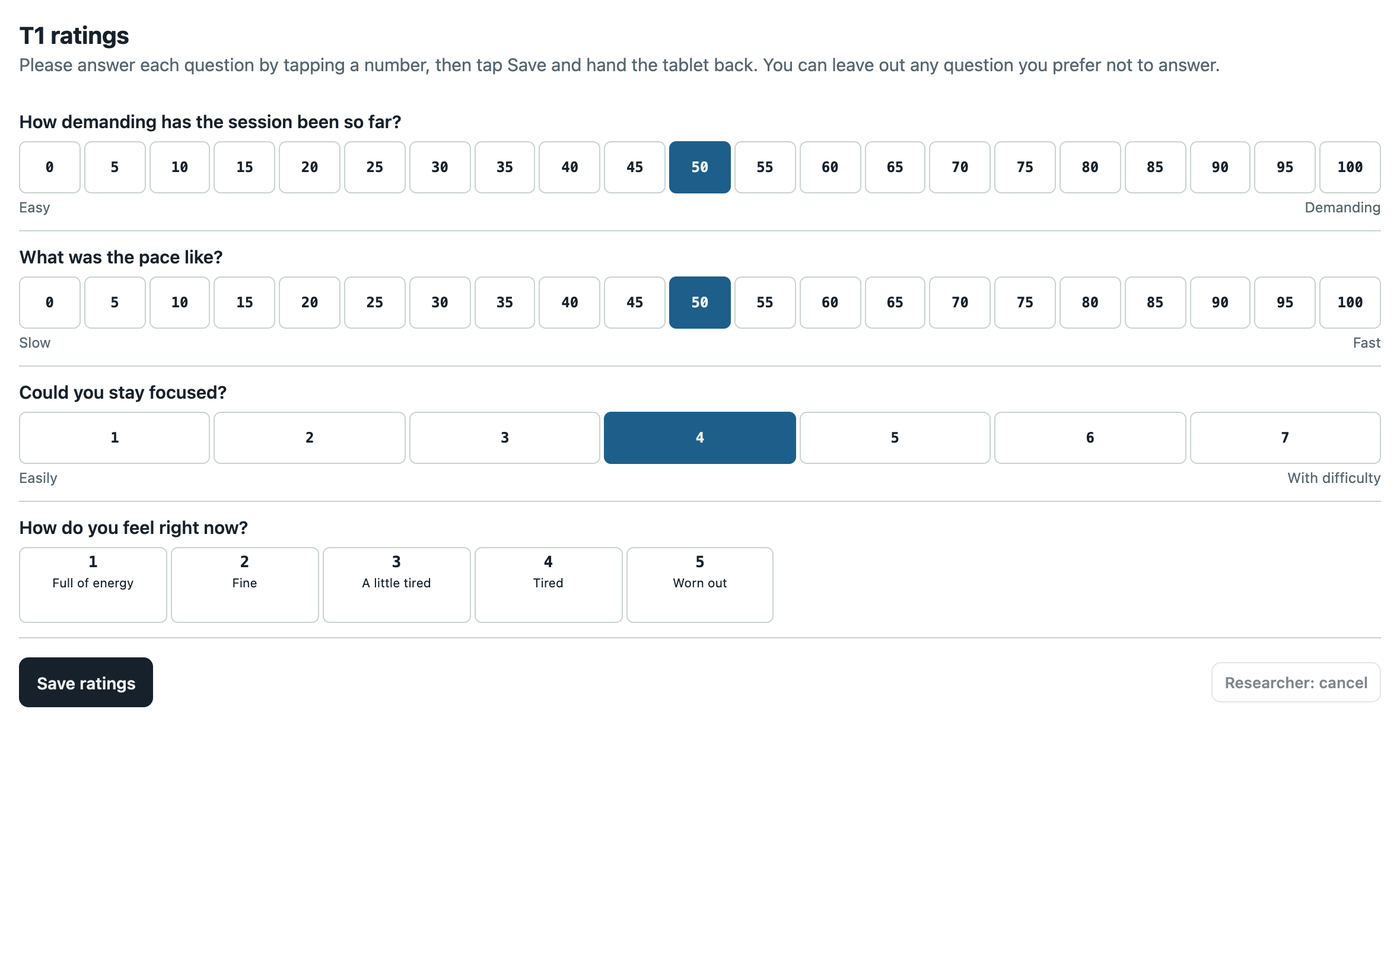 T1 ratings
Please answer each question by tapping a number, then tap Save and hand the tablet back. You can leave out any question you prefer not to answer.
How demanding has the session been so far?
0 5 10 15 20 25 30 35 40 45 50 55 60 65 70 75 80 85 90 95 100
Easy Demanding
What was the pace like?
0 5 10 15 20 25 30 35 40 45 50 55 60 65 70 75 80 85 90 95 100
Slow Fast
Could you stay focused?
1 2 3 4 5 6 7
Easily With difficulty
How do you feel right now?
1 2 3 4 5
Full of energy Fine A little tired Tired Worn out
Save ratings Researcher: cancel